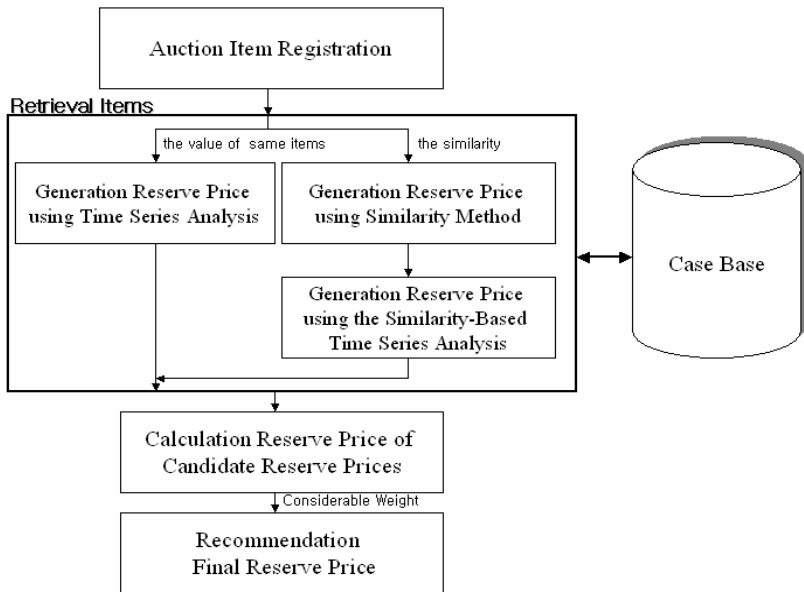 Auction Item Registration
Retrieval Items
the value of same items
the similarity
Generation Reserve Price
using Time Series Analysis
Generation Reserve Price
using Similarity Method
Generation Reserve Price
using the Similarity-Based
Time Series Analysis
Case Base
Calculation Reserve Price of
Candidate Reserve Prices
Considerable Weight
Recommendation
Final Reserve Price